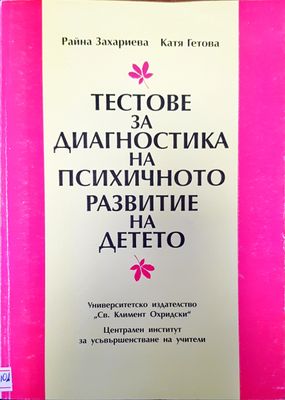 Райна Захариева Катя Гетова
ТЕСТОВЕ
ЗА
ДИАГНОСТИКА
НА
ПСИХИЧНОТО
РАЗВИТИЕ
НА
ДЕТЕТО
Университетско издателство
„Св. Климент Охридски“
Централен институт
за усъвършенстване на учители